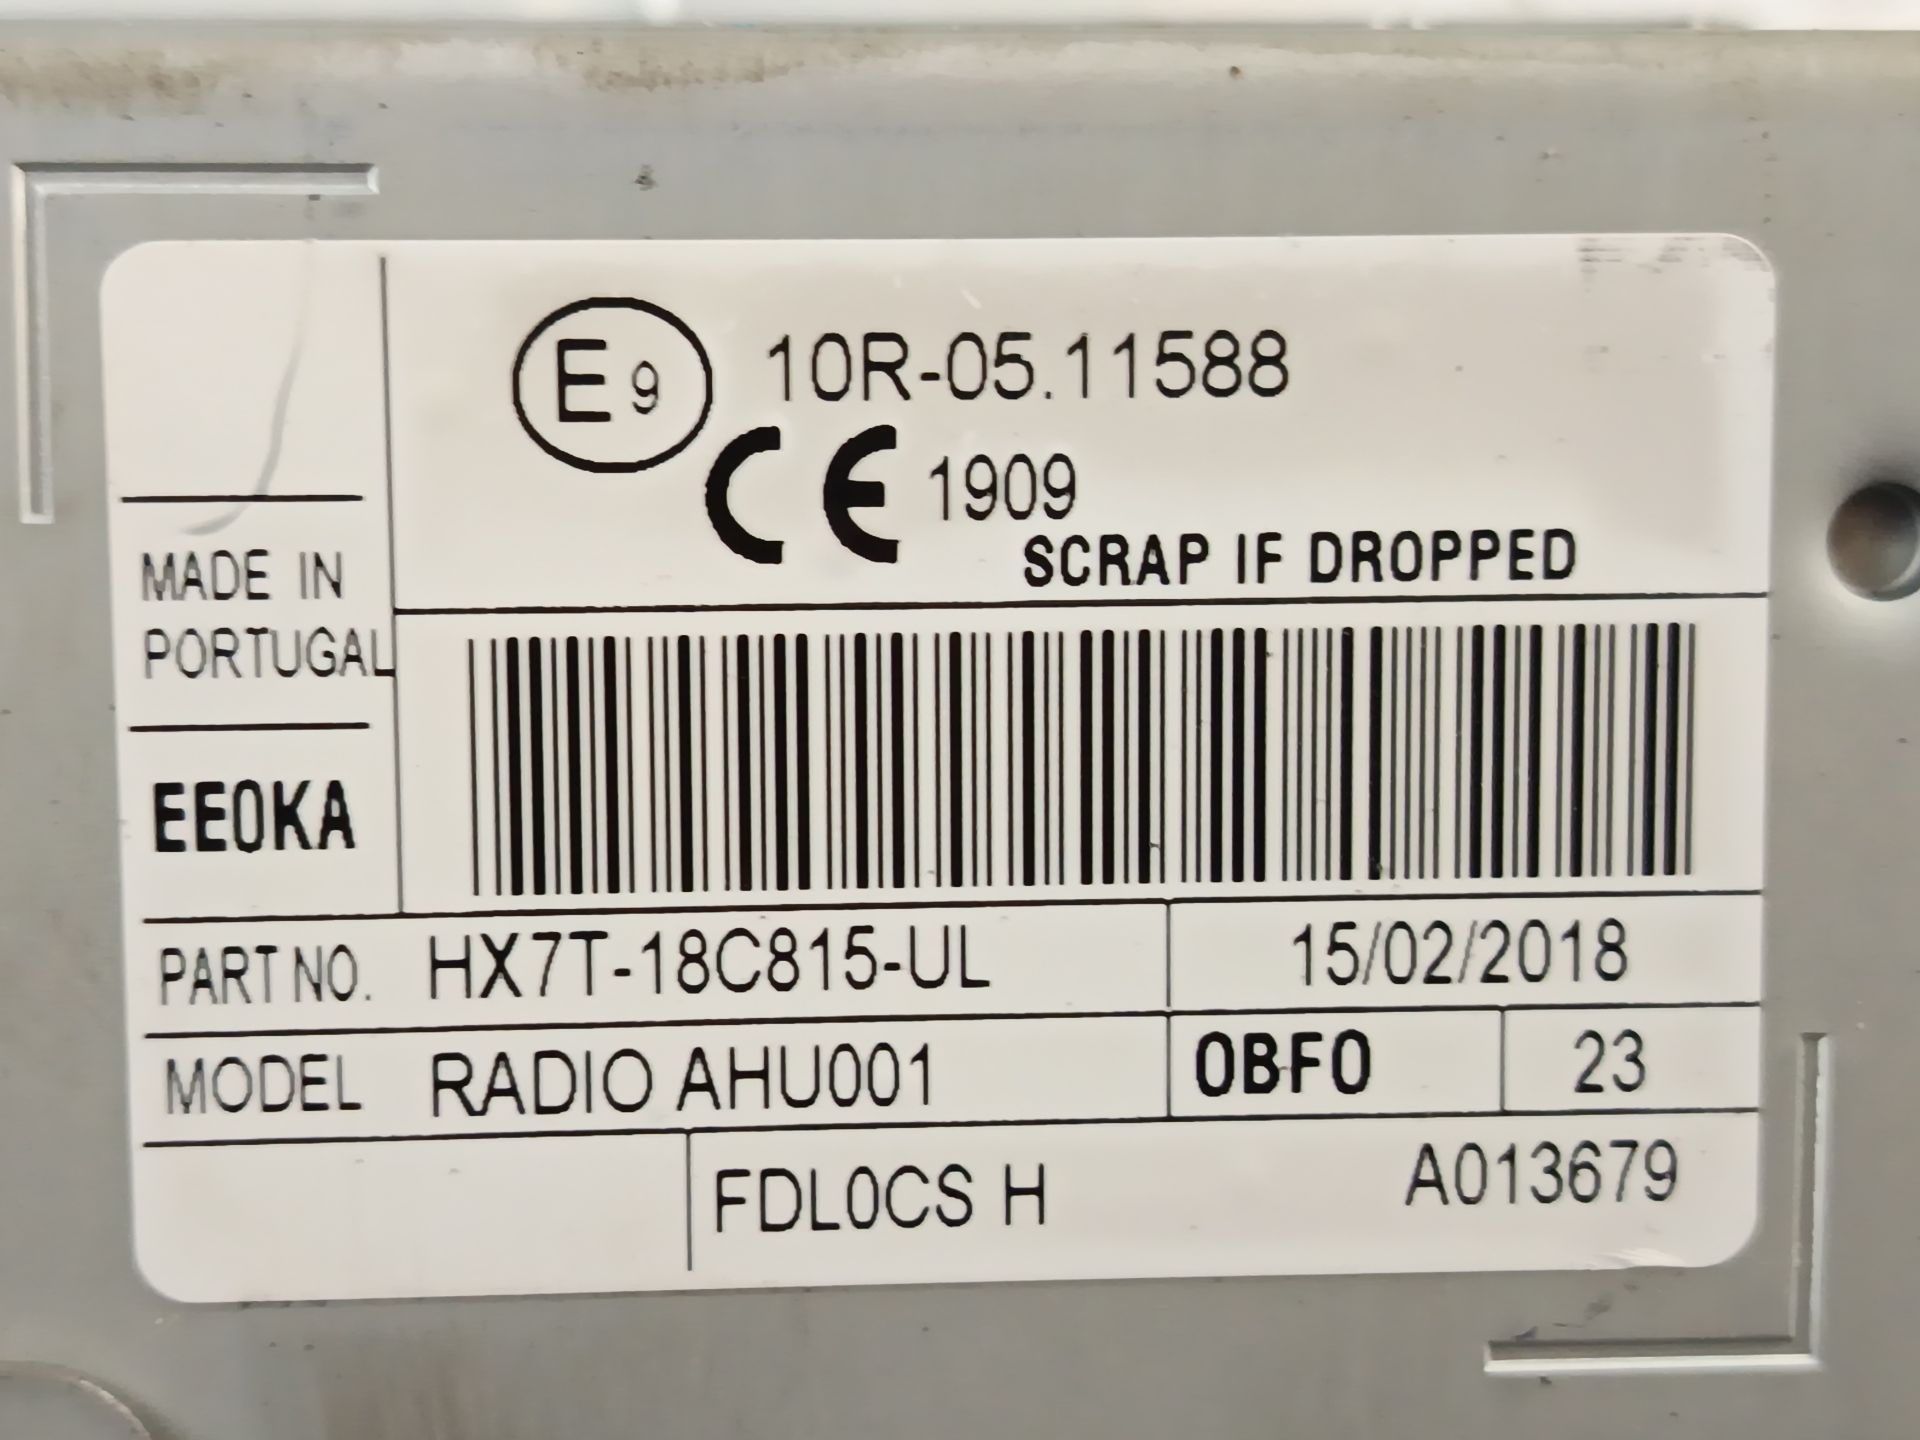 E9 10R-05.11588
CE 1909
SCRAP IF DROPPED
MADE IN
PORTUGAL
EE0KA
PART NO. HX7T-18C815-UL 15/02/2018
MODEL RADIO AHU001 OBFO 23
FDL0CS H A013679